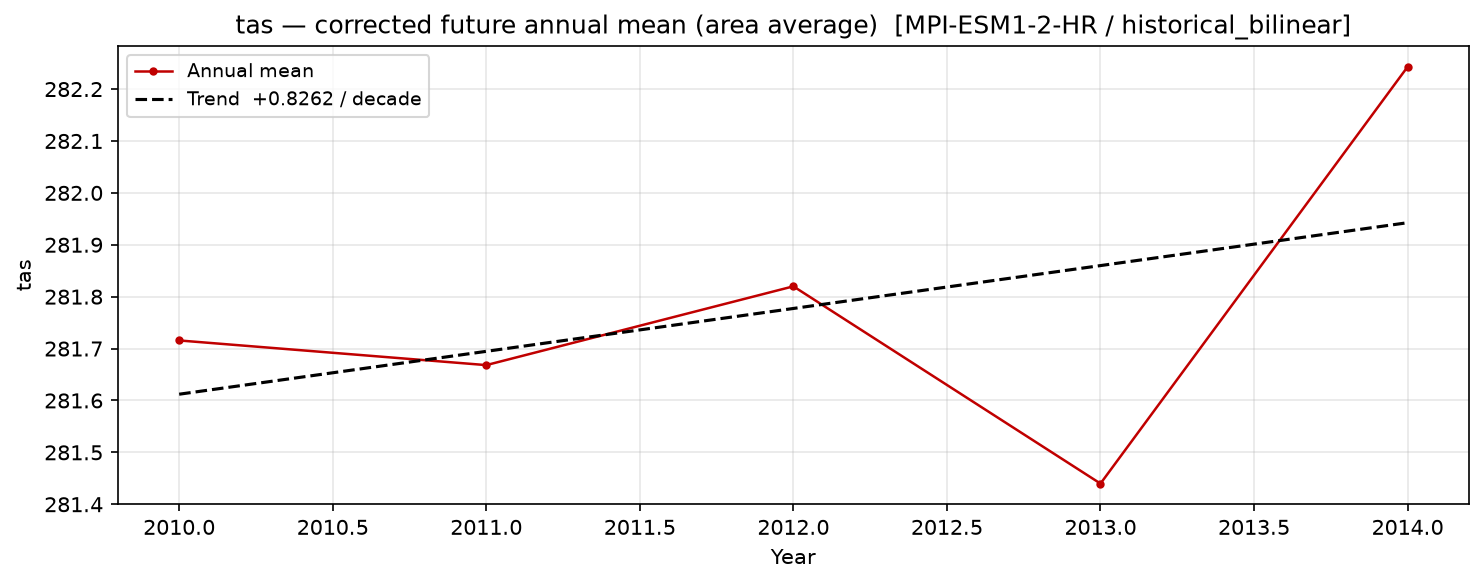 tas — corrected future annual mean (area average)  [MPI-ESM1-2-HR / historical_bilinear]
Annual mean
Trend  +0.8262 / decade
282.2
282.1
282.0
281.9
281.8
281.7
281.6
281.5
281.4
tas
2010.0 2010.5 2011.0 2011.5 2012.0 2012.5 2013.0 2013.5 2014.0
Year